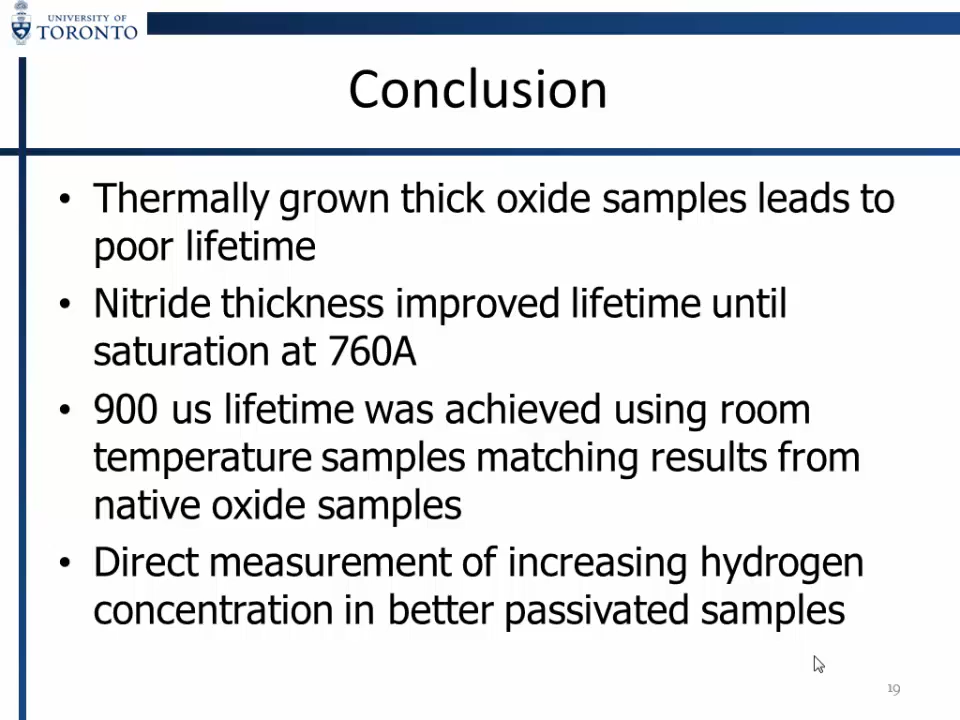 UNIVERSITY OF
TORONTO
Conclusion
• Thermally grown thick oxide samples leads to
poor lifetime
• Nitride thickness improved lifetime until
saturation at 760A
• 900 us lifetime was achieved using room
temperature samples matching results from
native oxide samples
• Direct measurement of increasing hydrogen
concentration in better passivated samples
19